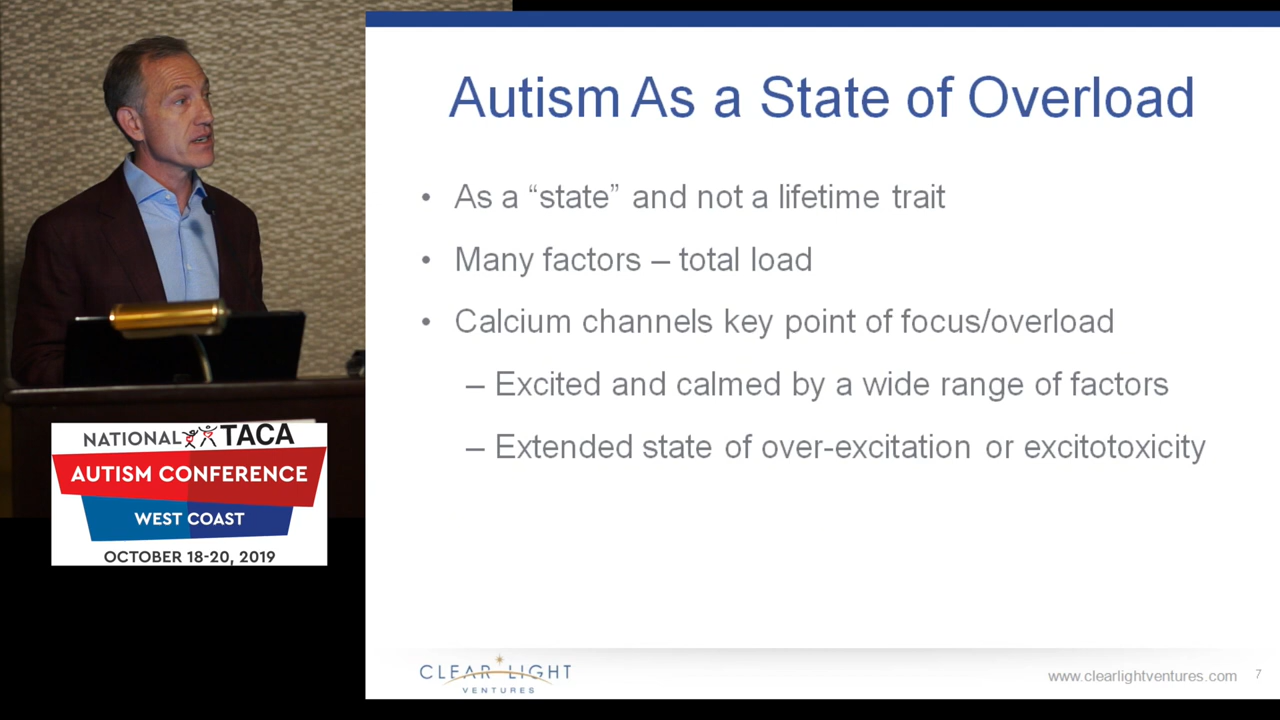 Autism As a State of Overload
• As a “state” and not a lifetime trait
• Many factors – total load
• Calcium channels key point of focus/overload
– Excited and calmed by a wide range of factors
– Extended state of over-excitation or excitotoxicity
CLEAR LIGHT
VENTURES
www.clearlightventures.com 7
NATIONAL TACA
AUTISM CONFERENCE
WEST COAST
OCTOBER 18-20, 2019